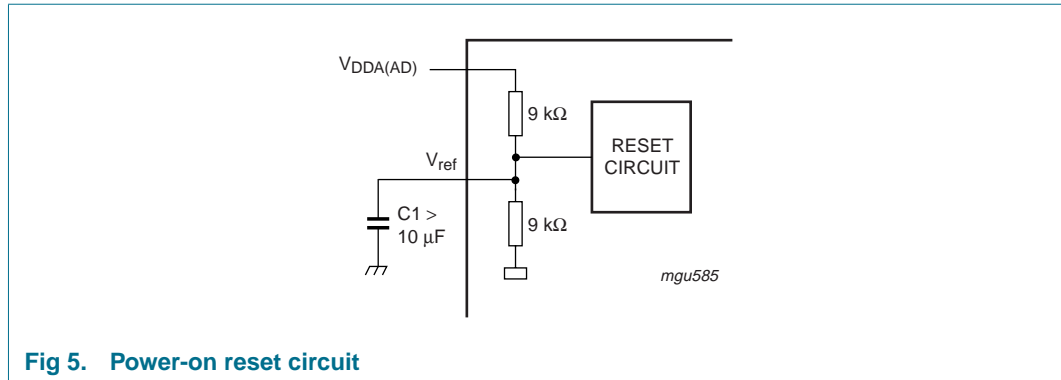 VDDA(AD)
9 kΩ
RESET
CIRCUIT
Vref
C1 >
10 μF
9 kΩ
mgu585
Fig 5. Power-on reset circuit